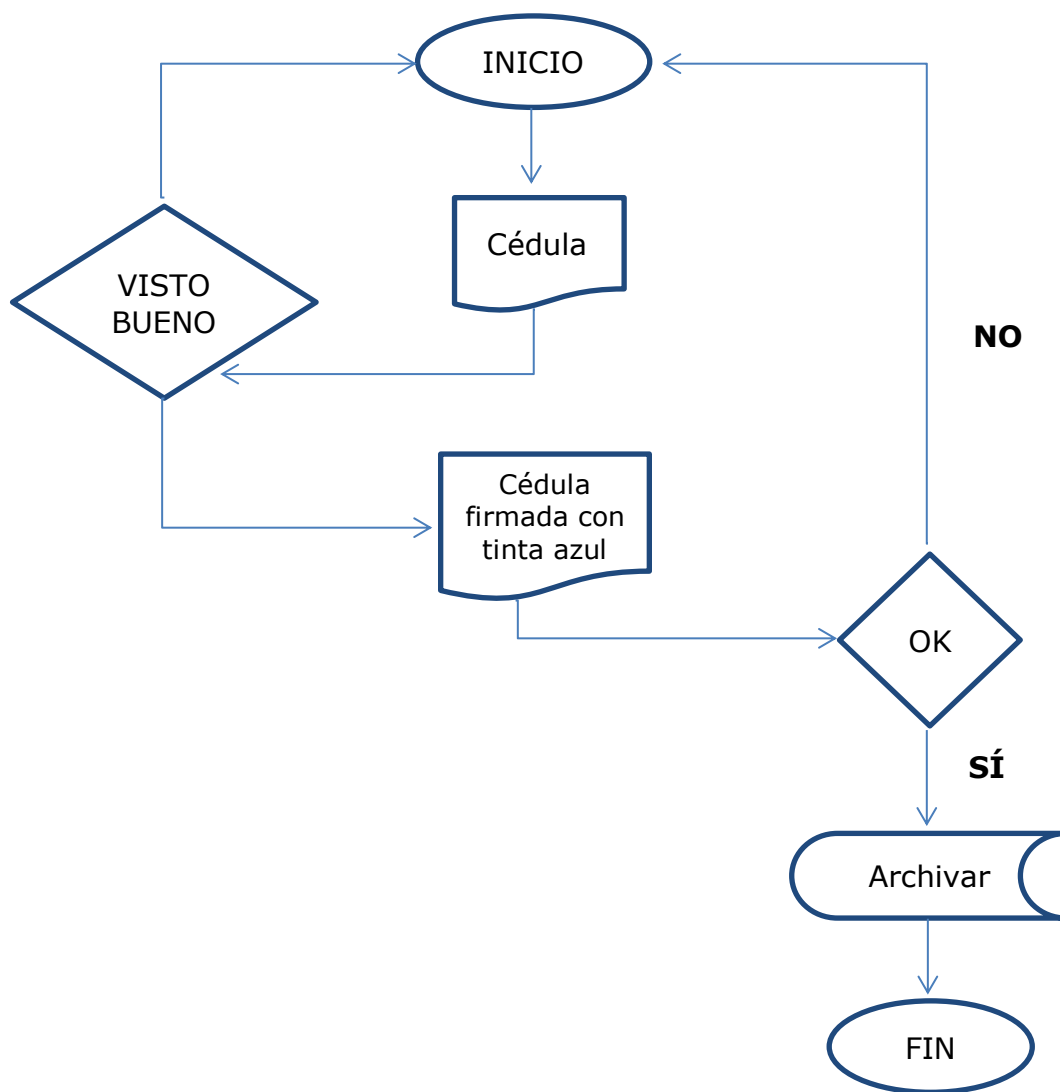 INICIO
Cédula
VISTO
BUENO
NO
Cédula
firmada con
tinta azul
OK
SÍ
Archivar
FIN